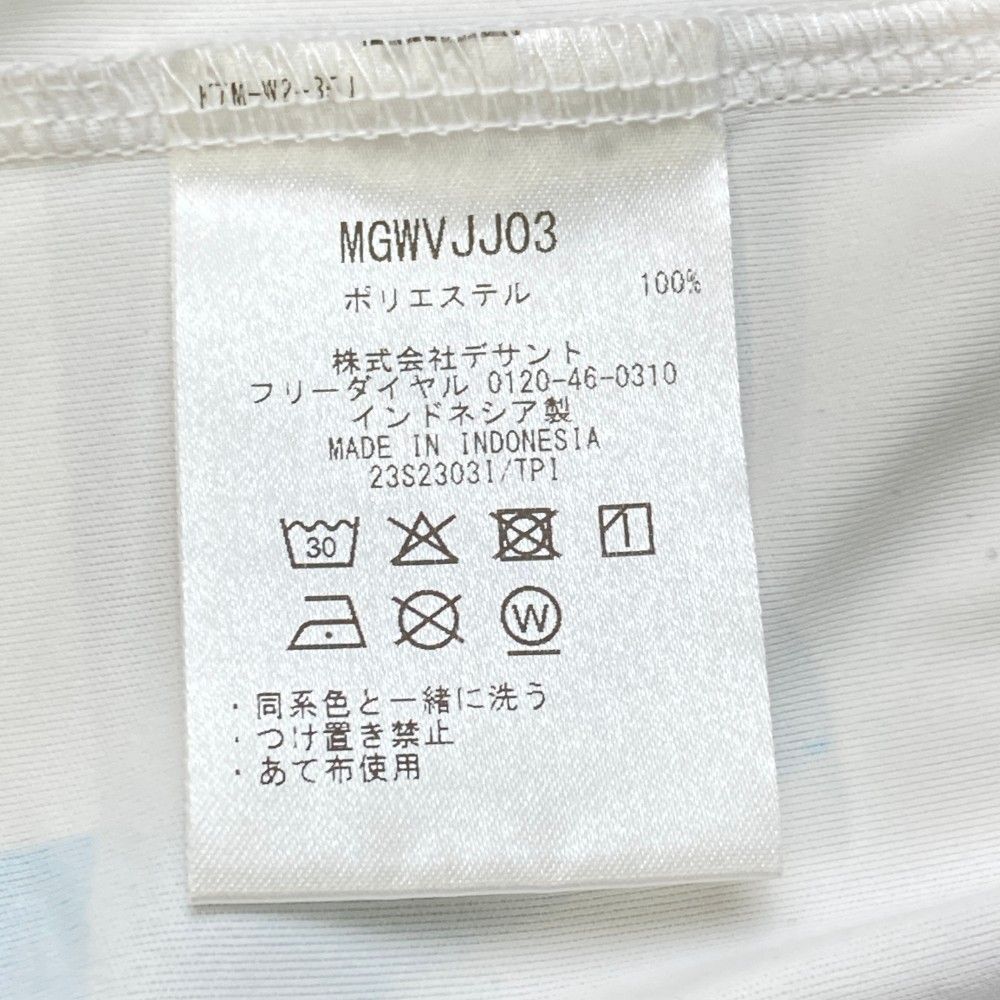 MGWVJJ03
ポリエステル 100%
株式会社デサント
フリーダイヤル 0120-46-0310
インドネシア製
MADE IN INDONESIA
23S23031/TPI
30
W
・同系色と一緒に洗う
・つけ置き禁止
・あて布使用